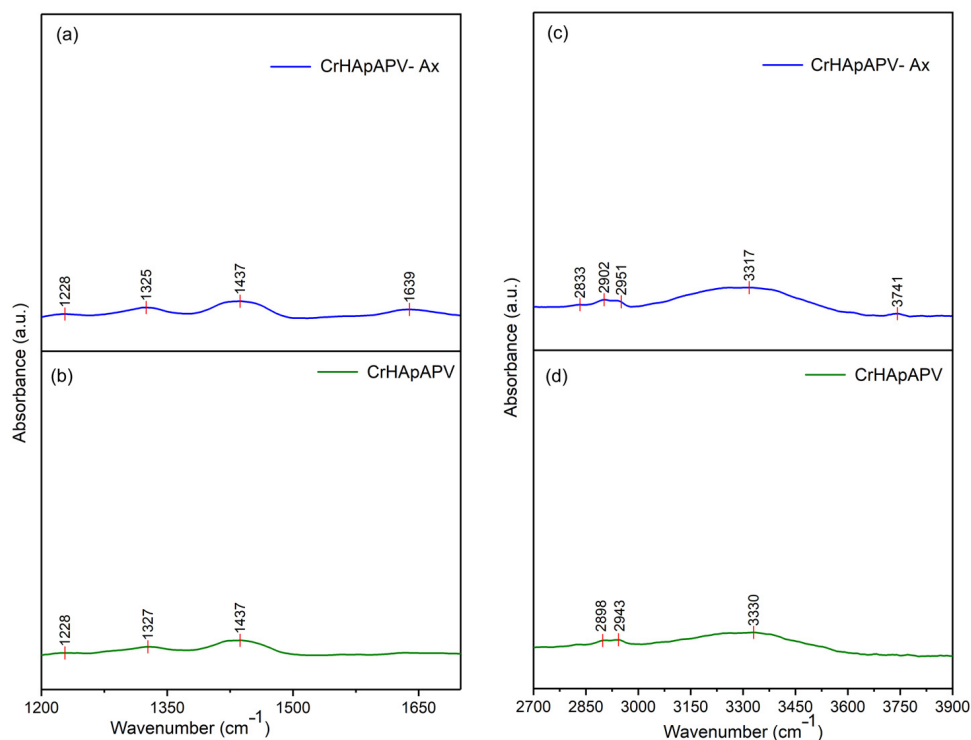 (a)
CrHApAPV- Ax
1228
1325
1437
1639
(b)
CrHApAPV
1228
1327
1437
Absorbance (a.u.)
1200
1350
1500
1650
Wavenumber (cm⁻¹)
(c)
CrHApAPV- Ax
2833
2902
2951
3317
3741
(d)
CrHApAPV
2898
2943
3330
Absorbance (a.u.)
2700 2850 3000 3150 3300 3450 3600 3750 3900
Wavenumber (cm⁻¹)